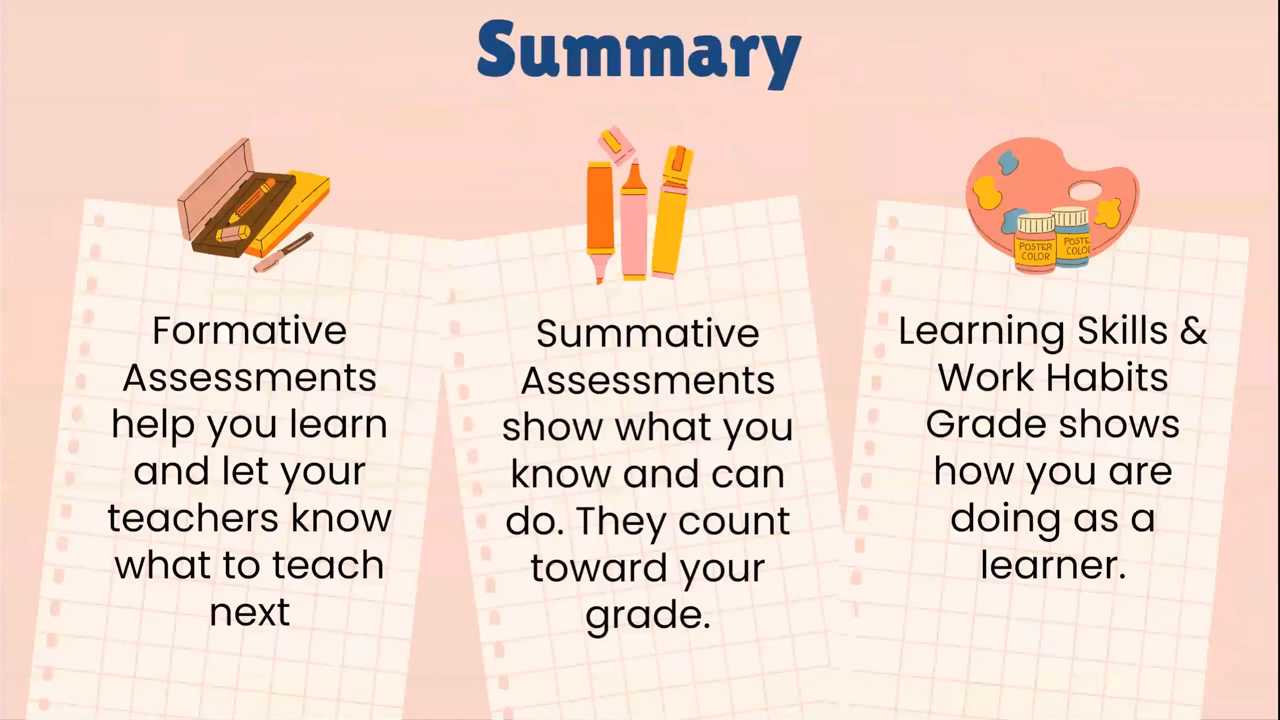 Summary
Formative
Assessments
help you learn
and let your
teachers know
what to teach
next
Summative
Assessments
show what you
know and can
do. They count
toward your
grade.
POSTER
COLOR
POSTE
COLO
Learning Skills &
Work Habits
Grade shows
how you are
doing as a
learner.